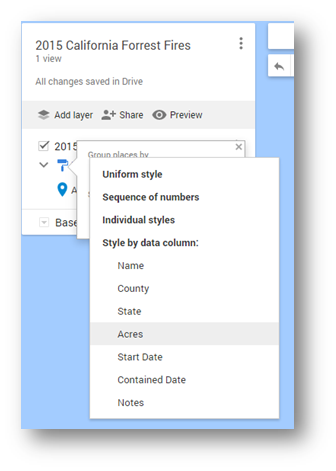 2015 California Forrest Fires
1 view
All changes saved in Drive
Add layer
Share
Preview
2015
Group places by
Uniform style
Sequence of numbers
Individual styles
Style by data column:
Name
County
State
Acres
Start Date
Contained Date
Notes
A
Base